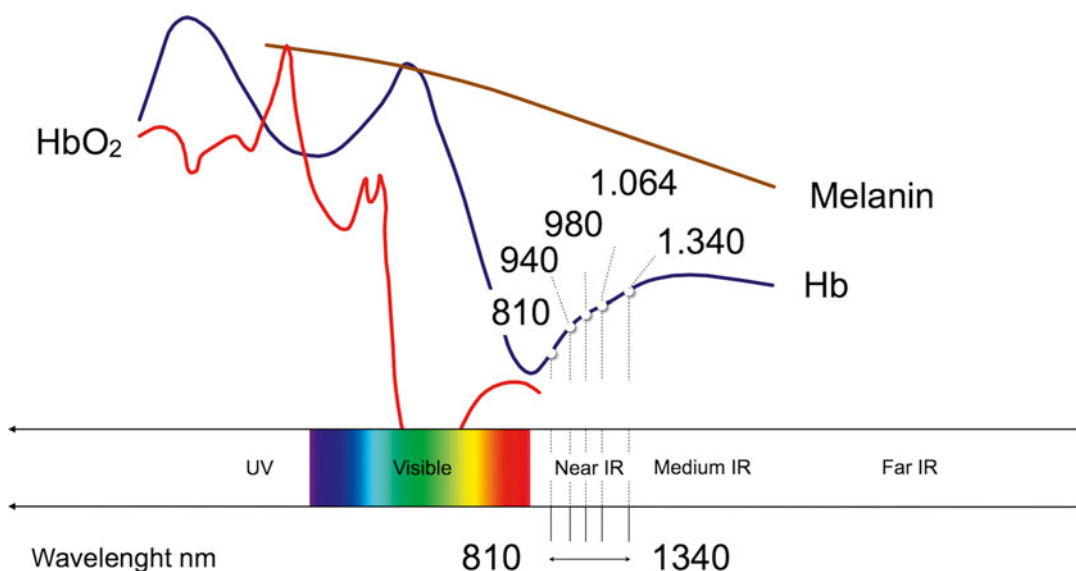 HbO₂
Melanin
1.064
980
1.340
940
Hb
810
UV
Visible
Near IR
Medium IR
Far IR
Wavelenght nm
810
1340